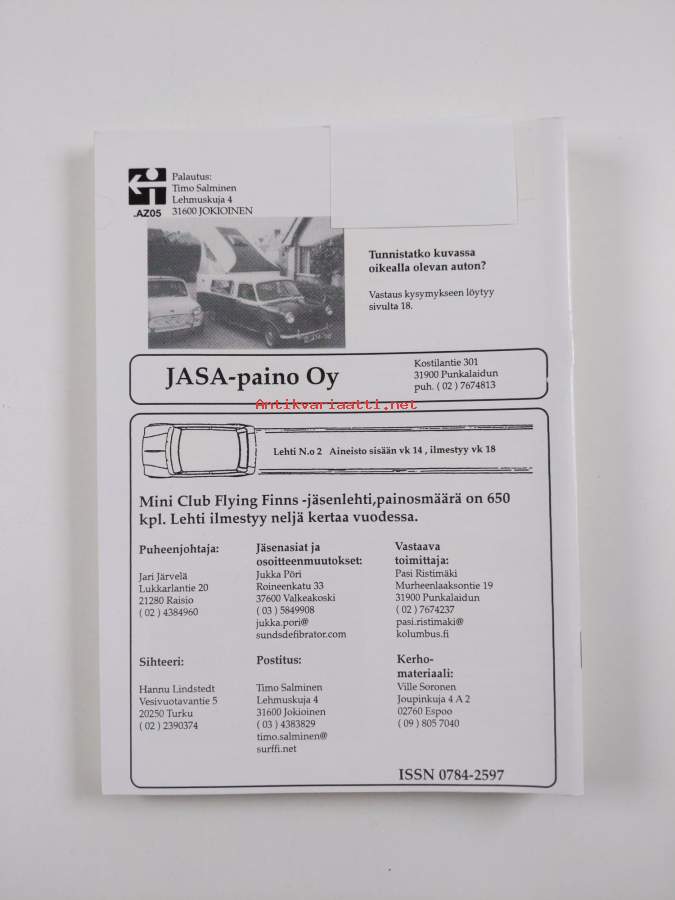 Palautus:
Timo Salminen
Lehmuskuja 4
.AZ05 31600 JOKIOINEN
Tunnistatko kuvassa
oikealla olevan auton?
Vastaus kysymykseen löytyy
sivulta 18.
JASA-paino Oy
Kostilantie 301
31900 Punkalaidun
puh. ( 02 ) 7674813
Antikvariaatti.net
Lehti N.o 2 Aineisto sisään vk 14 , ilmestyy vk 18
Mini Club Flying Finns -jäsenlehti,painosmäärä on 650
kpl. Lehti ilmestyy neljä kertaa vuodessa.
Puheenjohtaja:
Jari Järvelä
Lukkarlantie 20
21280 Raisio
( 02 ) 4384960
Jäsenasiat ja
osoitteenmuutokset:
Jukka Pöri
Roineenkatu 33
37600 Valkeakoski
( 03 ) 5849908
jukka.pori@
sundsdefibrator.com
Vastaava
toimittaja:
Pasi Ristimäki
Murheenlaaksontie 19
31900 Punkalaidun
( 02 ) 7674237
pasi.ristimaki@
kolumbus.fi
Sihteeri:
Hannu Lindstedt
Vesivuotavantie 5
20250 Turku
( 02 ) 2390374
Postitus:
Timo Salminen
Lehmuskuja 4
31600 Jokioinen
( 03 ) 4383829
timo.salminen@
surffi.net
Kerho-
materiaali:
Ville Soronen
Joupinkuja 4 A 2
02760 Espoo
( 09 ) 805 7040
ISSN 0784-2597